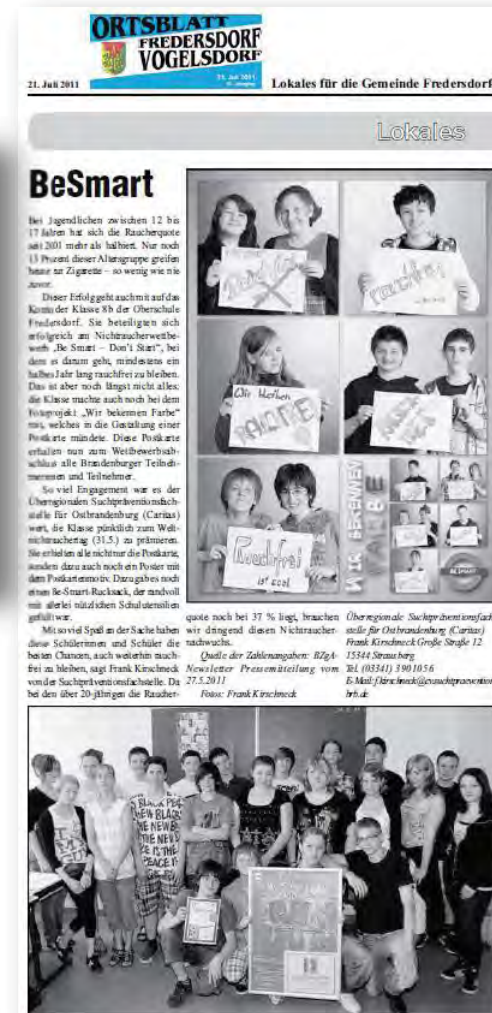 ORTSBLATT
FREDERSDORF
VOGELSDORF
21. Juli 2011
Lokales für die Gemeinde Fredersdorf
Lokales
BeSmart
Bei Jugendlichen zwischen 12 bis
17 Jahren hat sich die Raucherquote
seit 2001 mehr als halbiert. Nur noch
13 Prozent dieser Altersgruppe greifen
heute zur Zigarette – so wenig wie nie
zuvor.
Dieser Erfolg geht auch mit auf das
Konto der Klasse 8b der Oberschule
Fredersdorf. Sie beteiligten sich
erfolgreich am Nichtraucherwettbe-
werb „Be Smart – Don't Start“, bei
dem es darum geht, mindestens ein
halbes Jahr lang rauchfrei zu bleiben.
Das ist aber noch längst nicht alles;
die Klasse machte auch noch bei dem
Fotoprojekt „Wir bekennen Farbe“
mit, welches in die Gestaltung einer
Postkarte mündete. Diese Postkarte
erhalten nun zum Wettbewerbsab-
schluss alle Brandenburger Teilneh-
merinnen und Teilnehmer.
So viel Engagement war es der
Überregionalen Suchtpräventionsfach-
stelle für Ostbrandenburg (Caritas)
wert, die Klasse pünktlich zum Welt-
nichtrauchertag (31.5.) zu prämieren.
Sie erhielten alle nicht nur die Postkarte,
sondern dazu auch noch ein Poster mit
dem Postkartenmotiv. Dazu gab es noch
einen Be-Smart-Rucksack, der randvoll
mit allerlei nützlichen Schulutensilien
gefüllt war.
Mit so viel Spaß an der Sache haben
diese Schülerinnen und Schüler die
besten Chancen, auch weiterhin rauch-
frei zu bleiben, sagt Frank Kirschneck
von der Suchtpräventionsfachstelle. Da
bei den über 20-jährigen die Raucher-
quote noch bei 37 % liegt, brauchen
wir dringend diesen Nichtraucher-
nachwuchs.
Quelle der Zahlenangaben: BZgA-
Newsletter Pressemitteilung vom
27.5.2011
Fotos: Frank Kirschneck
Überregionale Suchtpräventionsfach
stelle für Ostbrandenburg (Caritas)
Frank Kirschneck Große Straße 12
15344 Strausberg
Tel. (03341) 3901056
rauchfrei
Wir bleiben
Rauchfrei
ist cool
WIR BEKENNEN
FARBE
BE SMART